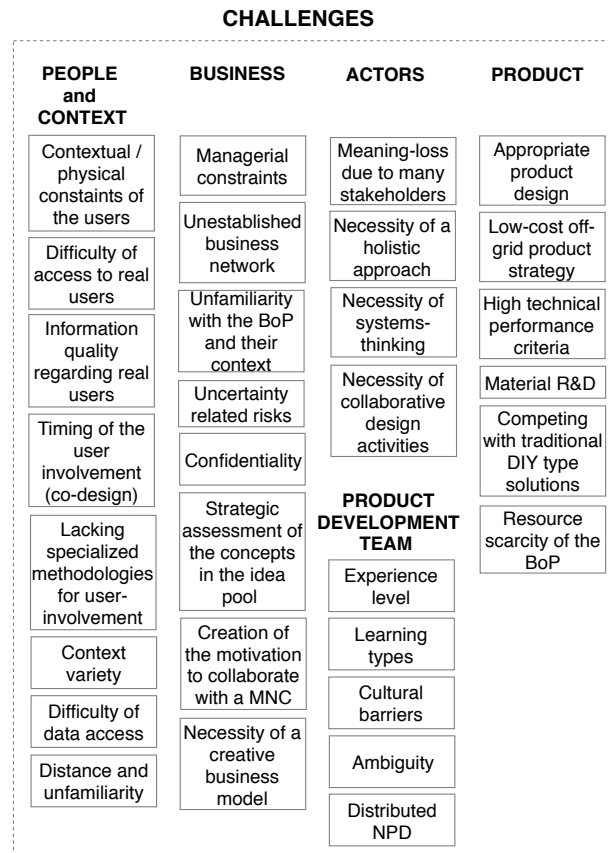 CHALLENGES
PEOPLE
and
CONTEXT
Contextual /
physical
constaints of
the users
Difficulty of
access to real
users
Information
quality
regarding real
users
Timing of the
user
involvement
(co-design)
Lacking
specialized
methodologies
for user-
involvement
Context
variety
Difficulty of
data access
Distance and
unfamiliarity
BUSINESS
Managerial
constraints
Unestablished
business
network
Unfamiliarity
with the BoP
and their
context
Uncertainty
related risks
Confidentiality
Strategic
assessment of
the concepts
in the idea
pool
Creation of
the motivation
to collaborate
with a MNC
Necessity of a
creative
business
model
ACTORS
Meaning-loss
due to many
stakeholders
Necessity of a
holistic
approach
Necessity of
systems-
thinking
Necessity of
collaborative
design
activities
PRODUCT
DEVELOPMENT
TEAM
Experience
level
Learning
types
Cultural
barriers
Ambiguity
Distributed
NPD
PRODUCT
Appropriate
product
design
Low-cost off-
grid product
strategy
High technical
performance
criteria
Material R&D
Competing
with traditional
DIY type
solutions
Resource
scarcity of the
BoP